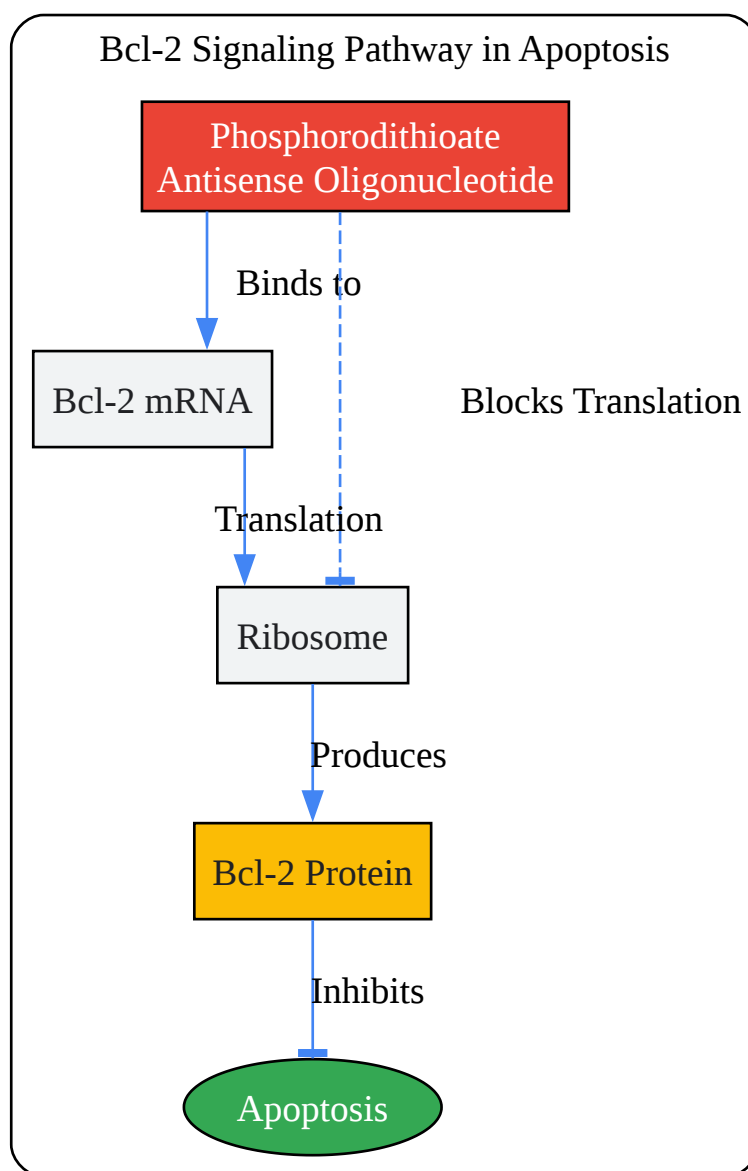 Bcl-2 Signaling Pathway in Apoptosis
Phosphorodithioate
Antisense Oligonucleotide
Binds to
Bcl-2 mRNA
Blocks Translation
Translation
Ribosome
Produces
Bcl-2 Protein
Inhibits
Apoptosis